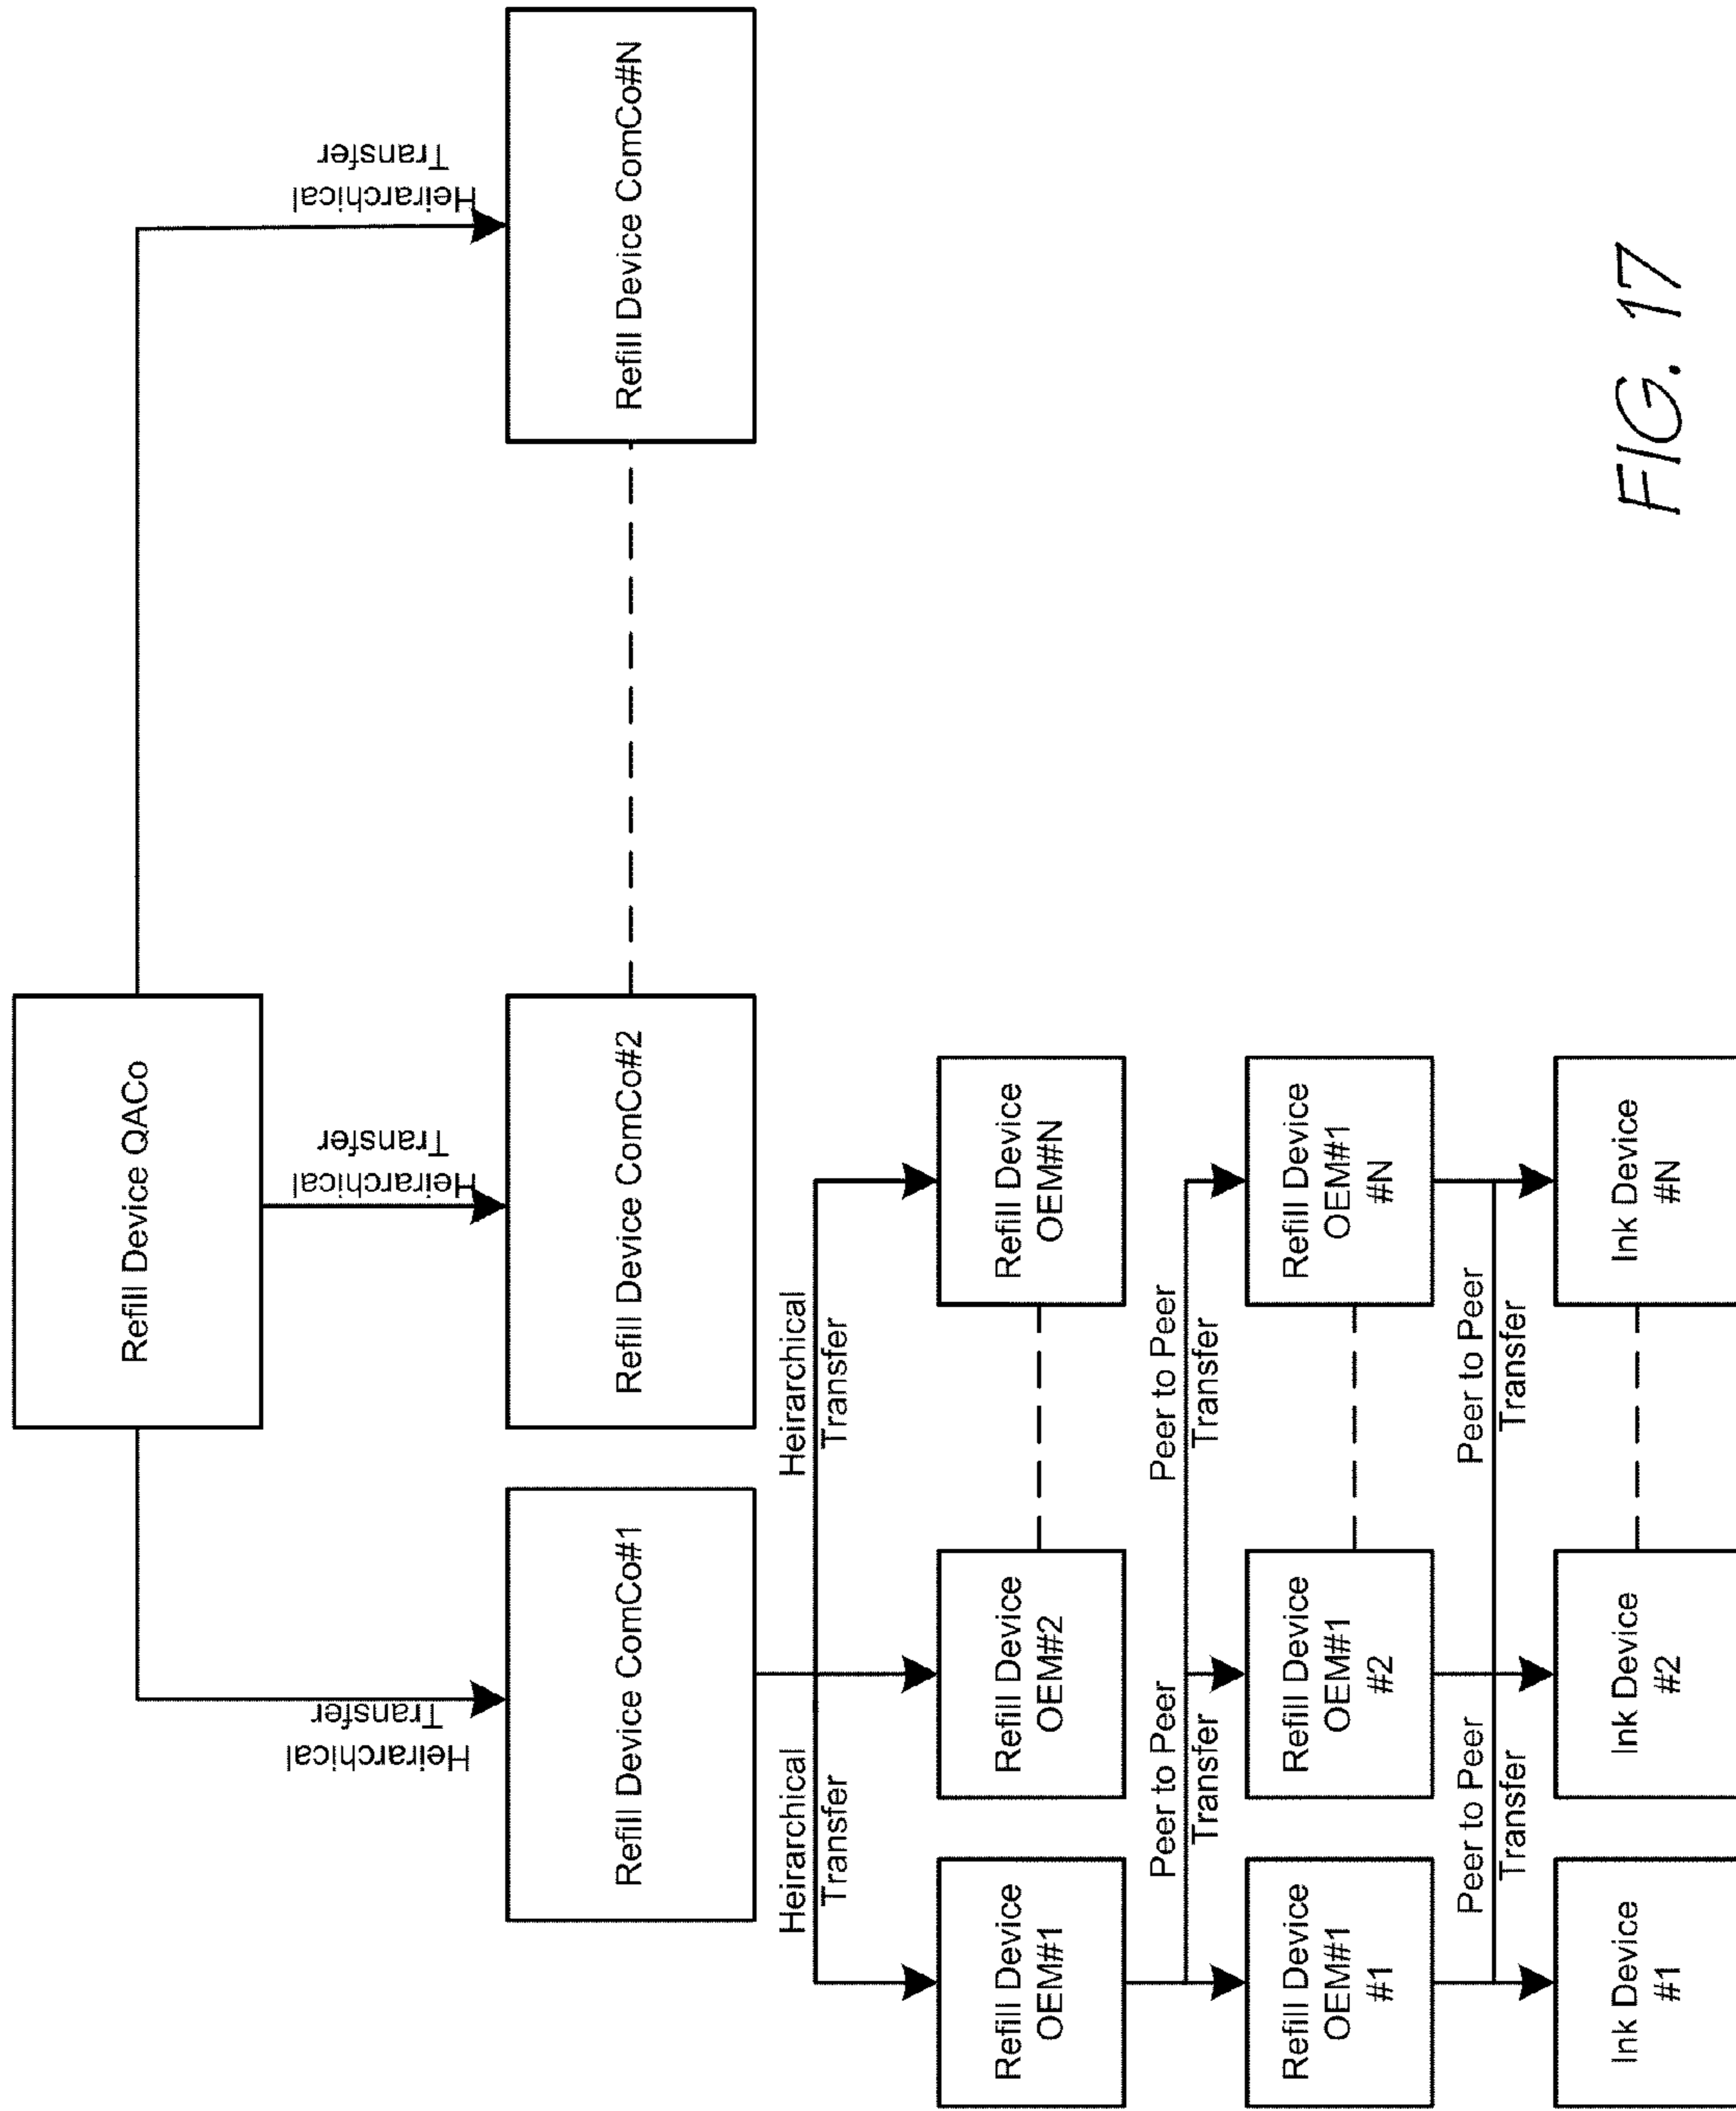 Refill Device QACo
Heirarchical
Transfer
Heirarchical
Transfer
Heirarchical
Transfer
Refill Device ComCo#1
Refill Device ComCo#2
Refill Device ComCo#N
Heirarchical
Transfer
Heirarchical
Transfer
Refill Device
OEM#1
Refill Device
OEM#2
Refill Device
OEM#N
Peer to Peer
Transfer
Peer to Peer
Transfer
Refill Device
OEM#1
#1
Refill Device
OEM#1
#2
Refill Device
OEM#1
#N
Peer to Peer
Transfer
Peer to Peer
Transfer
Ink Device
#1
Ink Device
#2
Ink Device
#N
FIG. 17